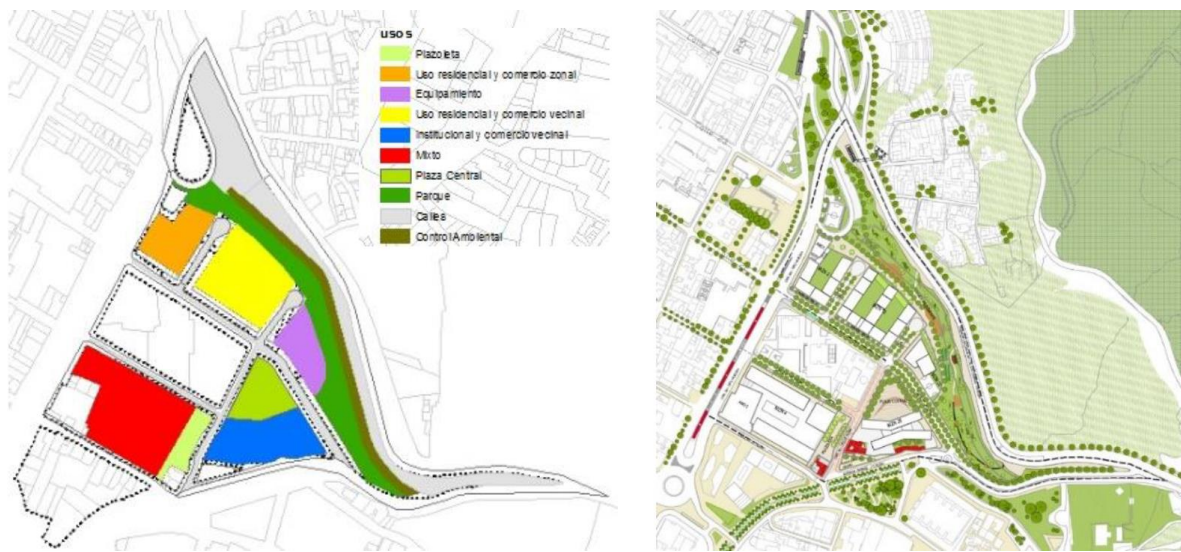 USOS
Plazoleta
Uso residencial y comercio zonal
Equipamiento
Uso residencial y comercio vecinal
Institucional y comercio vecinal
Mixto
Plaza Central
Parque
Calles
Control Ambiental